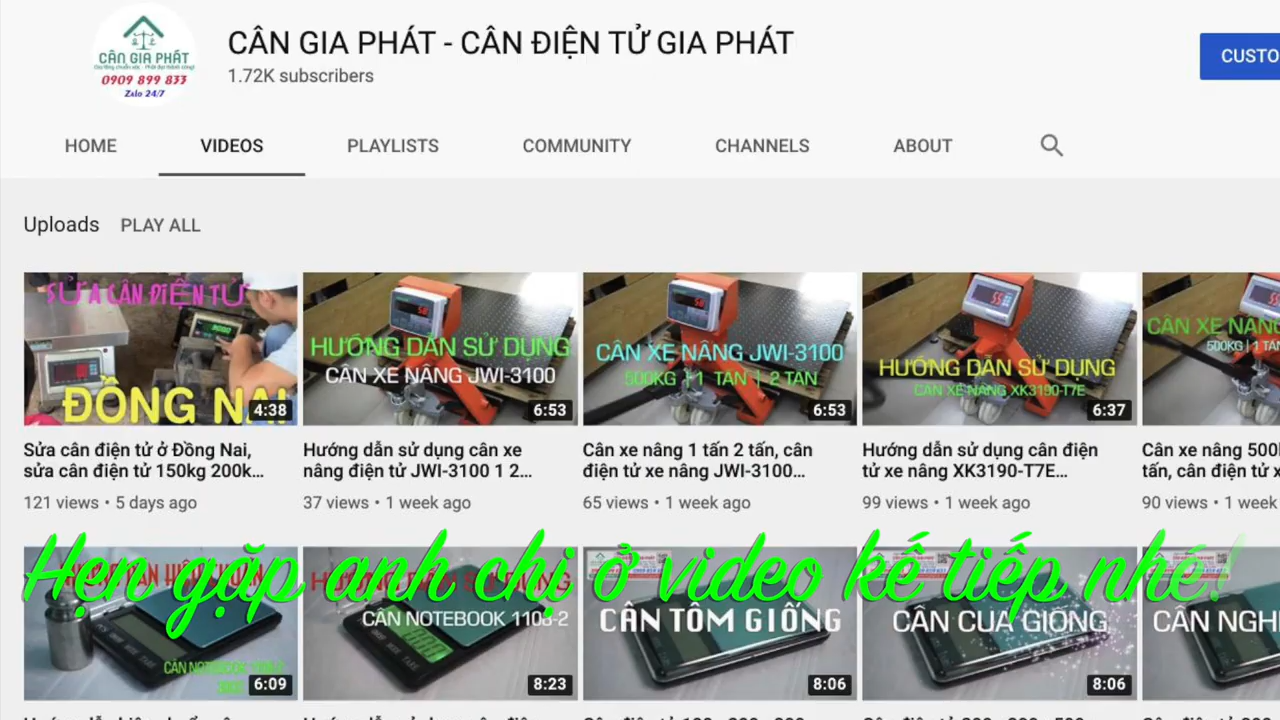 CÂN GIA PHÁT
0909 899 833
Zalo 24/7
CÂN GIA PHÁT - CÂN ĐIỆN TỬ GIA PHÁT
1.72K subscribers
CUSTO
HOME VIDEOS PLAYLISTS COMMUNITY CHANNELS ABOUT
Uploads PLAY ALL
SỬA CÂN ĐIỆN TỬ
ĐỒNG NAI
4:38
HƯỚNG DẪN SỬ DỤNG
CÂN XE NÂNG JWI-3100
6:53
CÂN XE NÂNG JWI-3100
500KG | 1 TẤN | 2 TẤN
6:53
HƯỚNG DẪN SỬ DỤNG
CÂN XE NÂNG XK3190-T7E
6:37
CÂN XE NÂNG
500KG | 1 TẤN
Sửa cân điện tử ở Đồng Nai,
sửa cân điện tử 150kg 200k...
121 views • 5 days ago
Hướng dẫn sử dụng cân xe
nâng điện tử JWI-3100 1 2...
37 views • 1 week ago
Cân xe nâng 1 tấn 2 tấn, cân
điện tử xe nâng JWI-3100...
65 views • 1 week ago
Hướng dẫn sử dụng cân điện
tử xe nâng XK3190-T7E...
99 views • 1 week ago
Cân xe nâng 500
tấn, cân điện tử x
90 views • 1 week
Hẹn gặp anh chị ở video kế tiếp nhé!
CÂN NOTEBOOK
6:09
CÂN NOTEBOOK 1108-2
8:23
CÂN TÔM GIỐNG
8:06
CÂN CUA GIỐNG
8:06
CÂN NGH